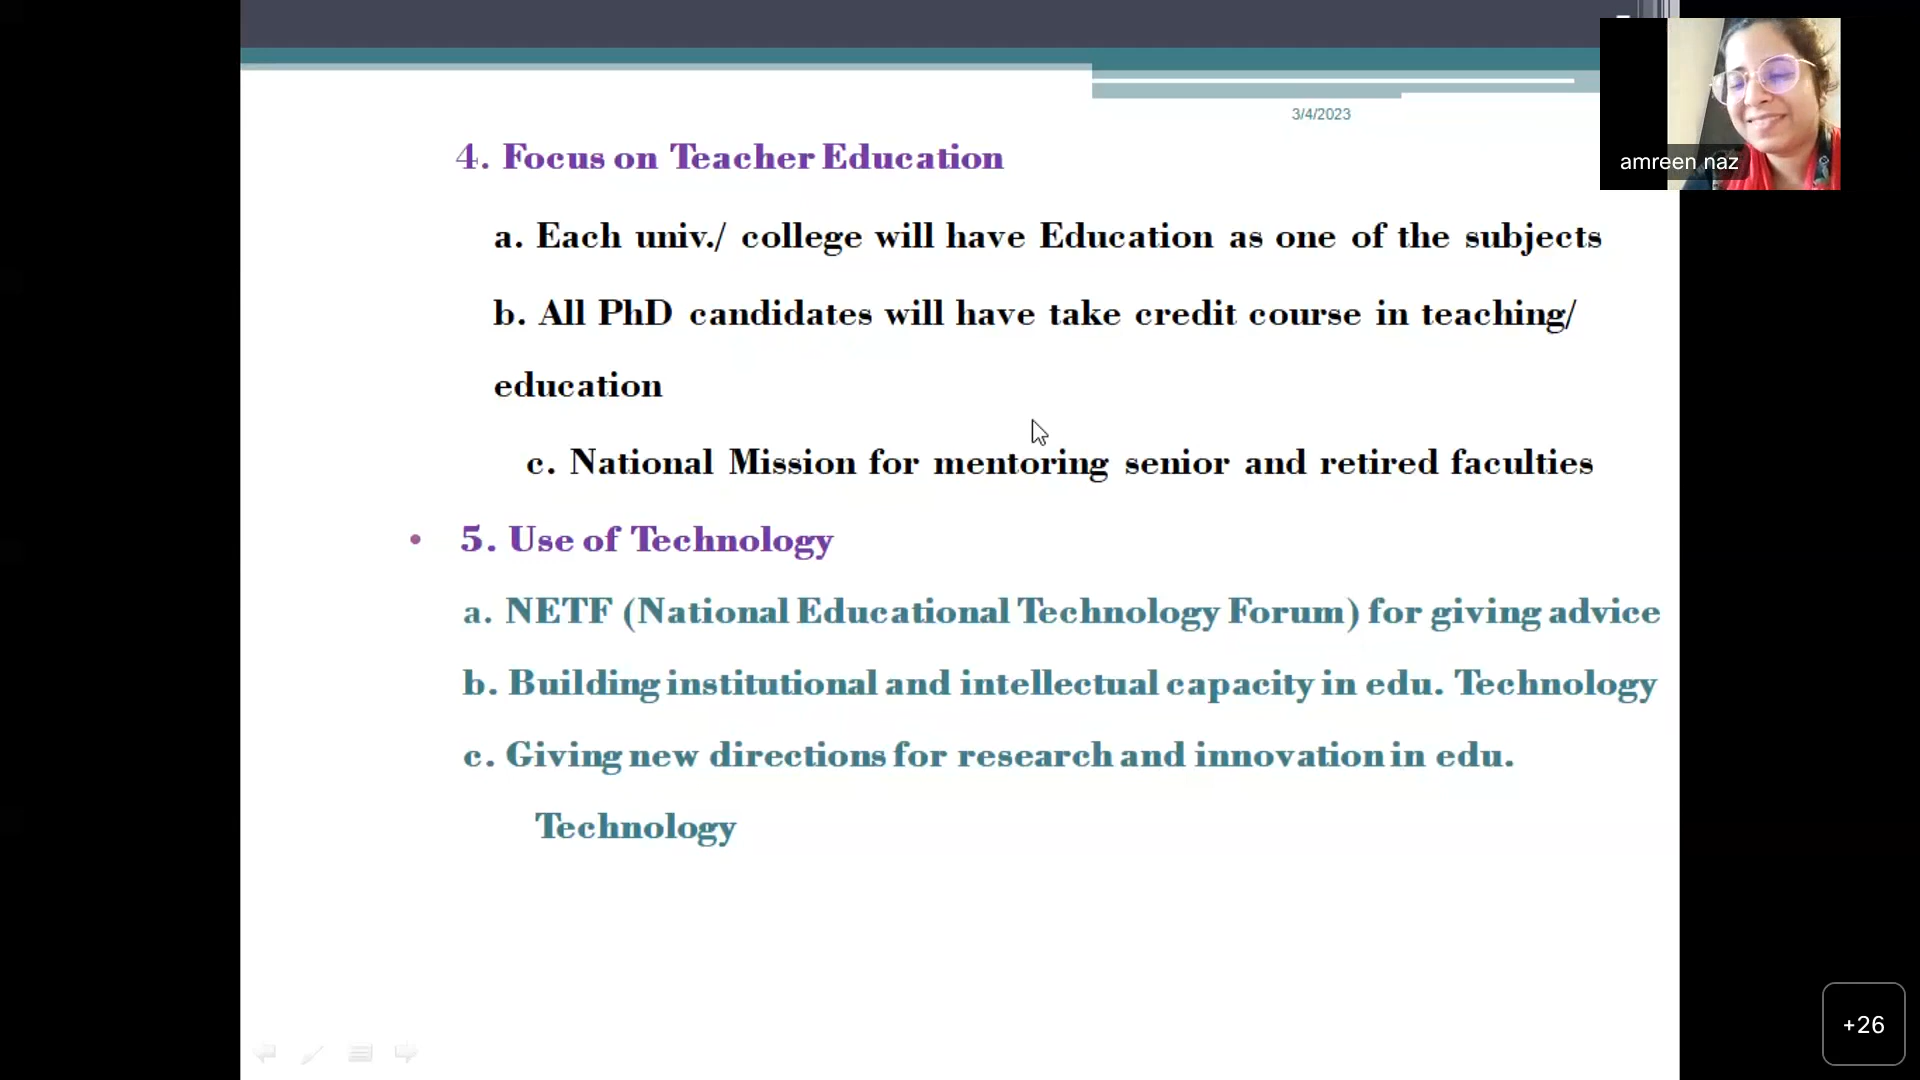 3/4/2023
amreen naz
4. Focus on Teacher Education
a. Each univ./ college will have Education as one of the subjects
b. All PhD candidates will have take credit course in teaching/
education
c. National Mission for mentoring senior and retired faculties
• 5. Use of Technology
a. NETF (National Educational Technology Forum) for giving advice
b. Building institutional and intellectual capacity in edu. Technology
c. Giving new directions for research and innovation in edu.
Technology
+26